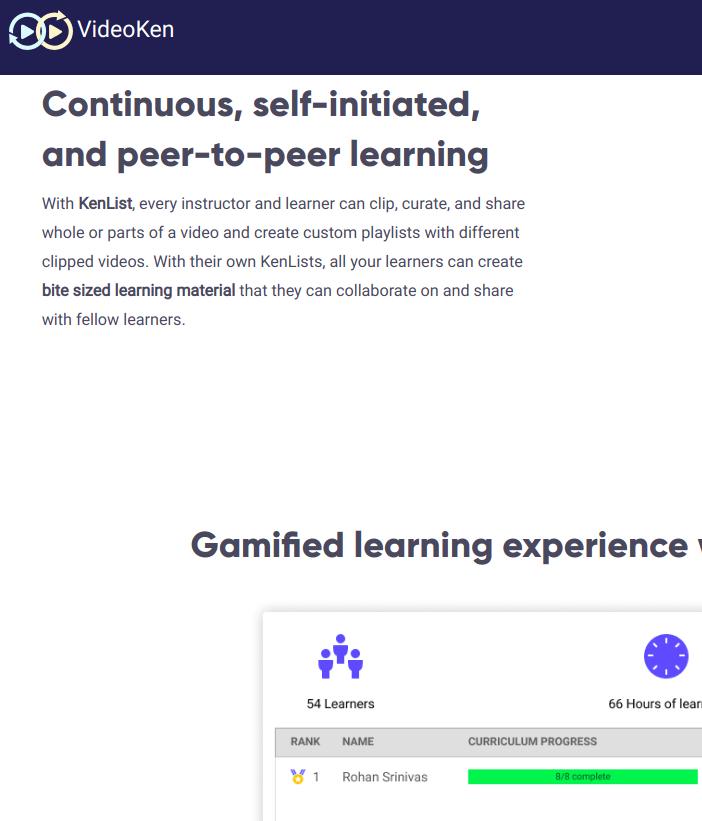 VideoKen
Continuous, self-initiated,
and peer-to-peer learning
With KenList, every instructor and learner can clip, curate, and share
whole or parts of a video and create custom playlists with different
clipped videos. With their own KenLists, all your learners can create
bite sized learning material that they can collaborate on and share
with fellow learners.
Gamified learning experience
54 Learners
66 Hours of
RANK NAME CURRICULUM PROGRESS
1 Rohan Srinivas 8/8 complete